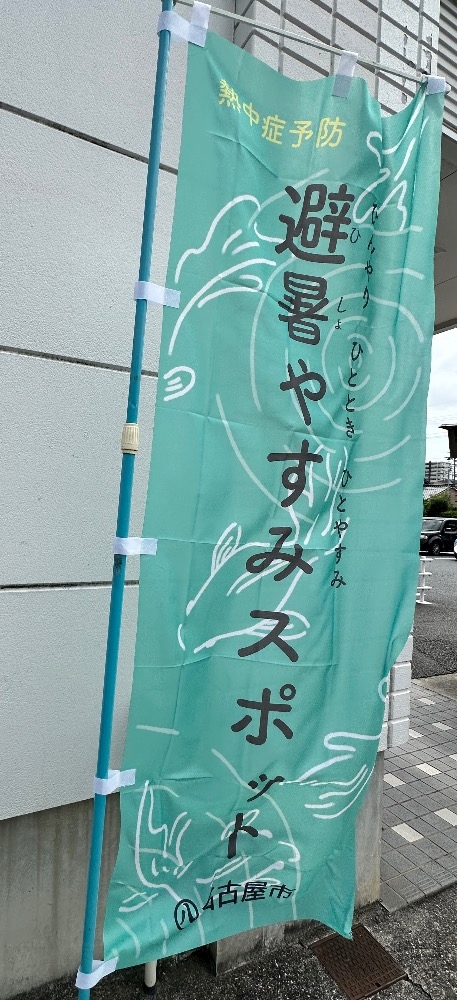 熱中症予防
ひんやり ひととき ひとやすみ
避暑やすみスポット
ひ しょ
名古屋市